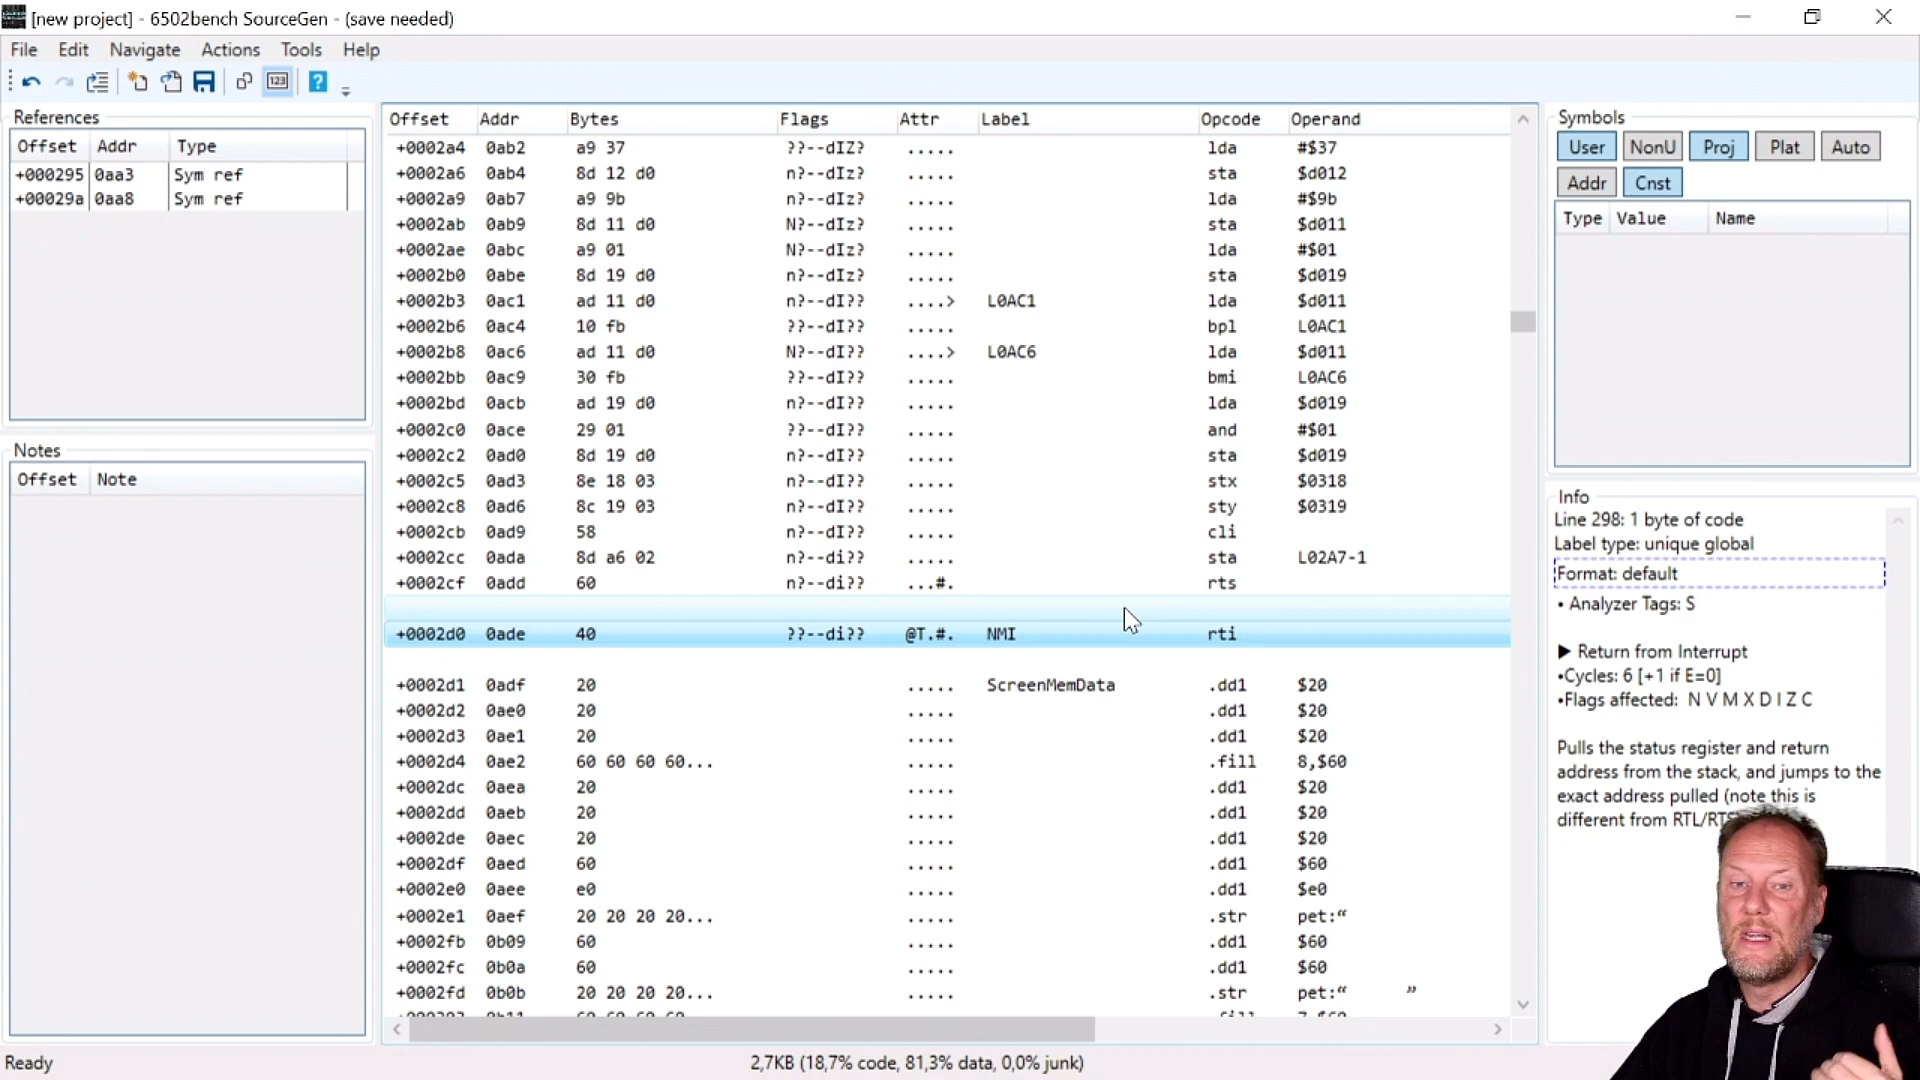 [new project] - 6502bench SourceGen - (save needed)
File Edit Navigate Actions Tools Help
123 ?
References
Offset Addr Type
+000295 0aa3 Sym ref
+00029a 0aa8 Sym ref
Notes
Offset Note
Offset Addr Bytes Flags Attr Label Opcode Operand
+0002a4 0ab2 a9 37 ??--dIZ? ..... lda #$37
+0002a6 0ab4 8d 12 d0 n?--dIz? ..... sta $d012
+0002a9 0ab7 a9 9b n?--dIz? ..... lda #$9b
+0002ab 0ab9 8d 11 d0 N?--dIz? ..... sta $d011
+0002ae 0abc a9 01 N?--dIz? ..... lda #$01
+0002b0 0abe 8d 19 d0 n?--dIz? ..... sta $d019
+0002b3 0ac1 ad 11 d0 n?--dI?? ....> L0AC1 lda $d011
+0002b6 0ac4 10 fb ??--dI?? ..... bpl L0AC1
+0002b8 0ac6 ad 11 d0 N?--dI?? ....> L0AC6 lda $d011
+0002bb 0ac9 30 fb ??--dI?? ..... bmi L0AC6
+0002bd 0acb ad 19 d0 n?--dI?? ..... lda $d019
+0002c0 0ace 29 01 ??--dI?? ..... and #$01
+0002c2 0ad0 8d 19 d0 n?--dI?? ..... sta $d019
+0002c5 0ad3 8e 18 03 n?--dI?? ..... stx $0318
+0002c8 0ad6 8c 19 03 n?--dI?? ..... sty $0319
+0002cb 0ad9 58 n?--dI?? ..... cli
+0002cc 0ada 8d a6 02 n?--di?? ..... sta L02A7-1
+0002cf 0add 60 n?--di?? ...#. rts
+0002d0 0ade 40 ??--di?? @T.#. NMI rti
+0002d1 0adf 20 ..... ScreenMemData .dd1 $20
+0002d2 0ae0 20 ..... .dd1 $20
+0002d3 0ae1 20 ..... .dd1 $20
+0002d4 0ae2 60 60 60 60... ..... .fill 8,$60
+0002dc 0aea 20 ..... .dd1 $20
+0002dd 0aeb 20 ..... .dd1 $20
+0002de 0aec 20 ..... .dd1 $20
+0002df 0aed 60 ..... .dd1 $60
+0002e0 0aee e0 ..... .dd1 $e0
+0002e1 0aef 20 20 20 20... ..... .str pet:“
+0002fb 0b09 60 ..... .dd1 $60
+0002fc 0b0a 60 ..... .dd1 $60
+0002fd 0b0b 20 20 20 20... ..... .str pet:“ ”
Symbols
User NonU Proj Plat Auto
Addr Cnst
Type Value Name
Info
Line 298: 1 byte of code
Label type: unique global
Format: default
• Analyzer Tags: S
▶ Return from Interrupt
•Cycles: 6 [+1 if E=0]
•Flags affected: N V M X D I Z C
Pulls the status register and return
address from the stack, and jumps to the
exact address pulled (note this is
different from RTL/RTS
Ready
2,7KB (18,7% code, 81,3% data, 0,0% junk)